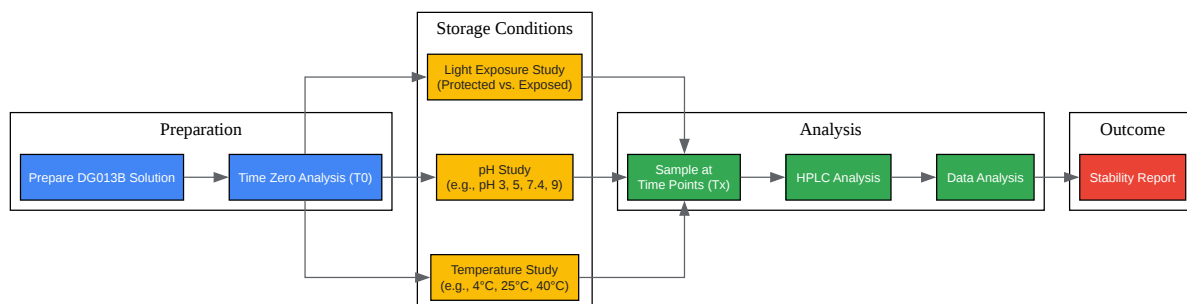 Storage Conditions
Light Exposure Study
(Protected vs. Exposed)
Preparation
Prepare DG013B Solution
Time Zero Analysis (T0)
pH Study
(e.g., pH 3, 5, 7.4, 9)
Temperature Study
(e.g., 4°C, 25°C, 40°C)
Analysis
Sample at
Time Points (Tx)
HPLC Analysis
Data Analysis
Outcome
Stability Report